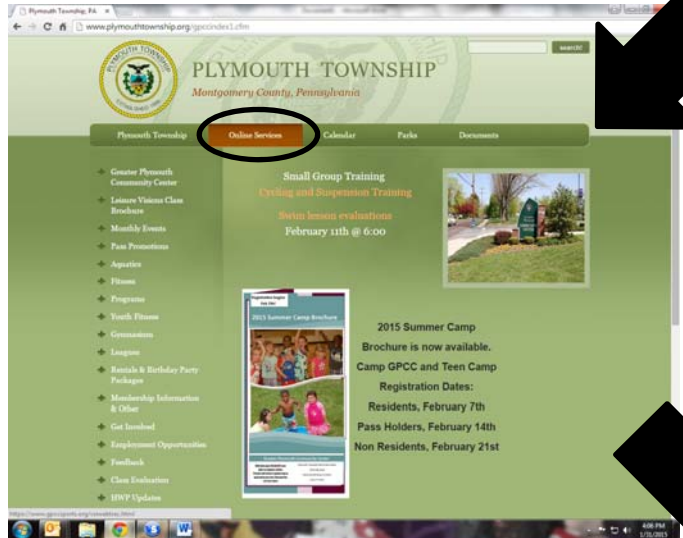 Plymouth Township, PA
www.plymouthtownship.org/gpccindex1.cfm
search!
PLYMOUTH TOWNSHIP
Montgomery County, Pennsylvania
Plymouth Township Online Services Calendar Parks Documents
Greater Plymouth
Community Center
Leisure Visions Class
Brochure
Monthly Events
Pass Promotions
Aquatics
Fitness
Programs
Youth Fitness
Gymnasium
Leagues
Rentals & Birthday Party
Packages
Membership Information
& Other
Get Involved
Employment Opportunities
Feedback
Class Evaluation
HWP Updates
Small Group Training
Cycling and Suspension Training
Swim lesson evaluations
February 11th @ 6:00
2015 Summer Camp Brochure
2015 Summer Camp
Brochure is now available.
Camp GPCC and Teen Camp
Registration Dates:
Residents, February 7th
Pass Holders, February 14th
Non Residents, February 21st
4:06 PM
1/31/2015